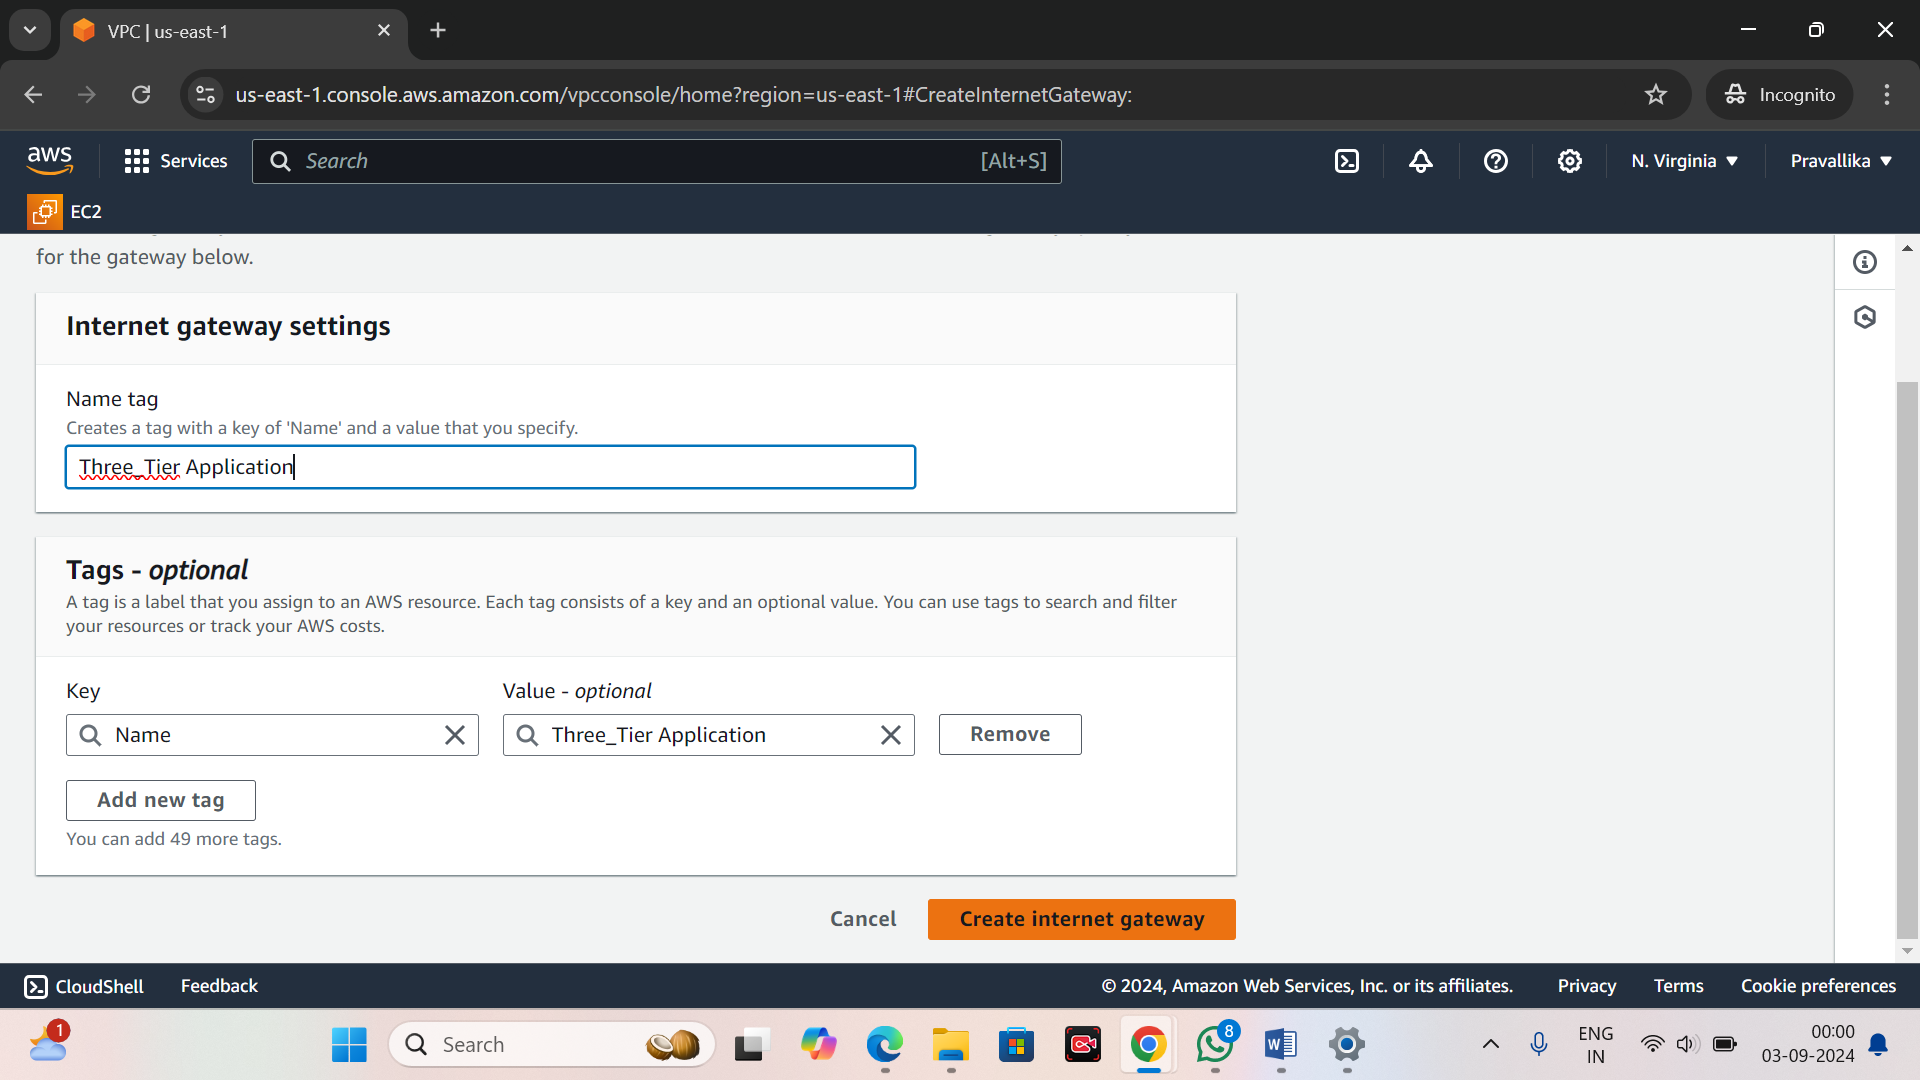 VPC | us-east-1
us-east-1.console.aws.amazon.com/vpcconsole/home?region=us-east-1#CreateInternetGateway:
Incognito
aws
Services
Search
[Alt+S]
N. Virginia
Pravallika
EC2
for the gateway below.
Internet gateway settings
Name tag
Creates a tag with a key of 'Name' and a value that you specify.
Three_Tier Application
Tags - optional
A tag is a label that you assign to an AWS resource. Each tag consists of a key and an optional value. You can use tags to search and filter
your resources or track your AWS costs.
Key
Value - optional
Name
Three_Tier Application
Remove
Add new tag
You can add 49 more tags.
Cancel
Create internet gateway
CloudShell
Feedback
© 2024, Amazon Web Services, Inc. or its affiliates.
Privacy
Terms
Cookie preferences
1
Search
8
W
ENG
IN
00:00
03-09-2024